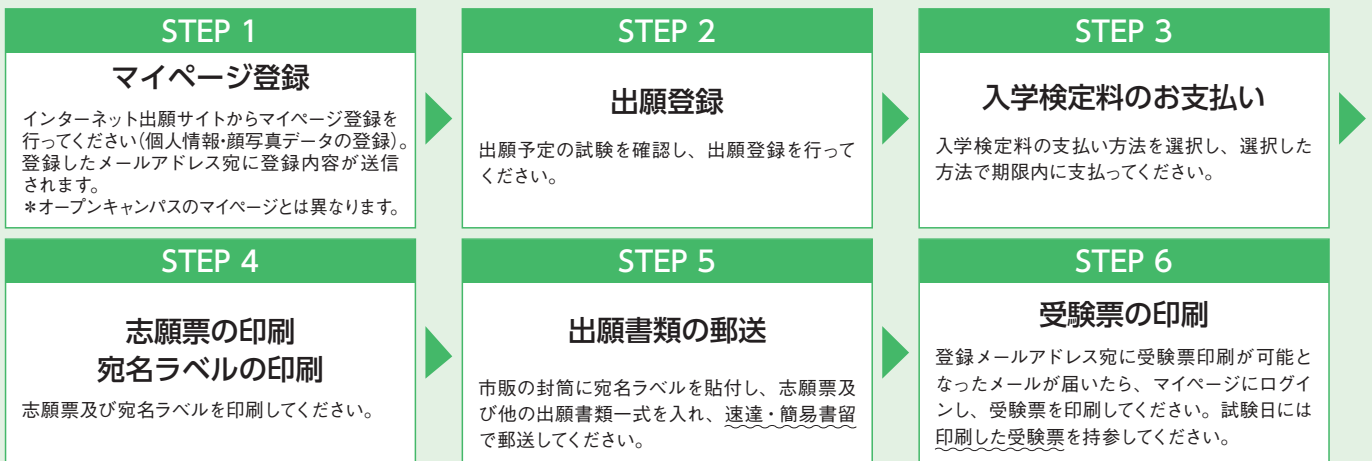 STEP 1
マイページ登録
インターネット出願サイトからマイページ登録を
行ってください(個人情報・顔写真データの登録)。
登録したメールアドレス宛に登録内容が送信
されます。
＊オープンキャンパスのマイページとは異なります。
STEP 2
出願登録
出願予定の試験を確認し、出願登録を行って
ください。
STEP 3
入学検定料のお支払い
入学検定料の支払い方法を選択し、選択した
方法で期限内に支払ってください。
STEP 4
志願票の印刷
宛名ラベルの印刷
志願票及び宛名ラベルを印刷してください。
STEP 5
出願書類の郵送
市販の封筒に宛名ラベルを貼付し、志願票及
び他の出願書類一式を入れ、速達・簡易書留
で郵送してください。
STEP 6
受験票の印刷
登録メールアドレス宛に受験票印刷が可能と
なったメールが届いたら、マイページにログイ
ンし、受験票を印刷してください。試験日には
印刷した受験票を持参してください。